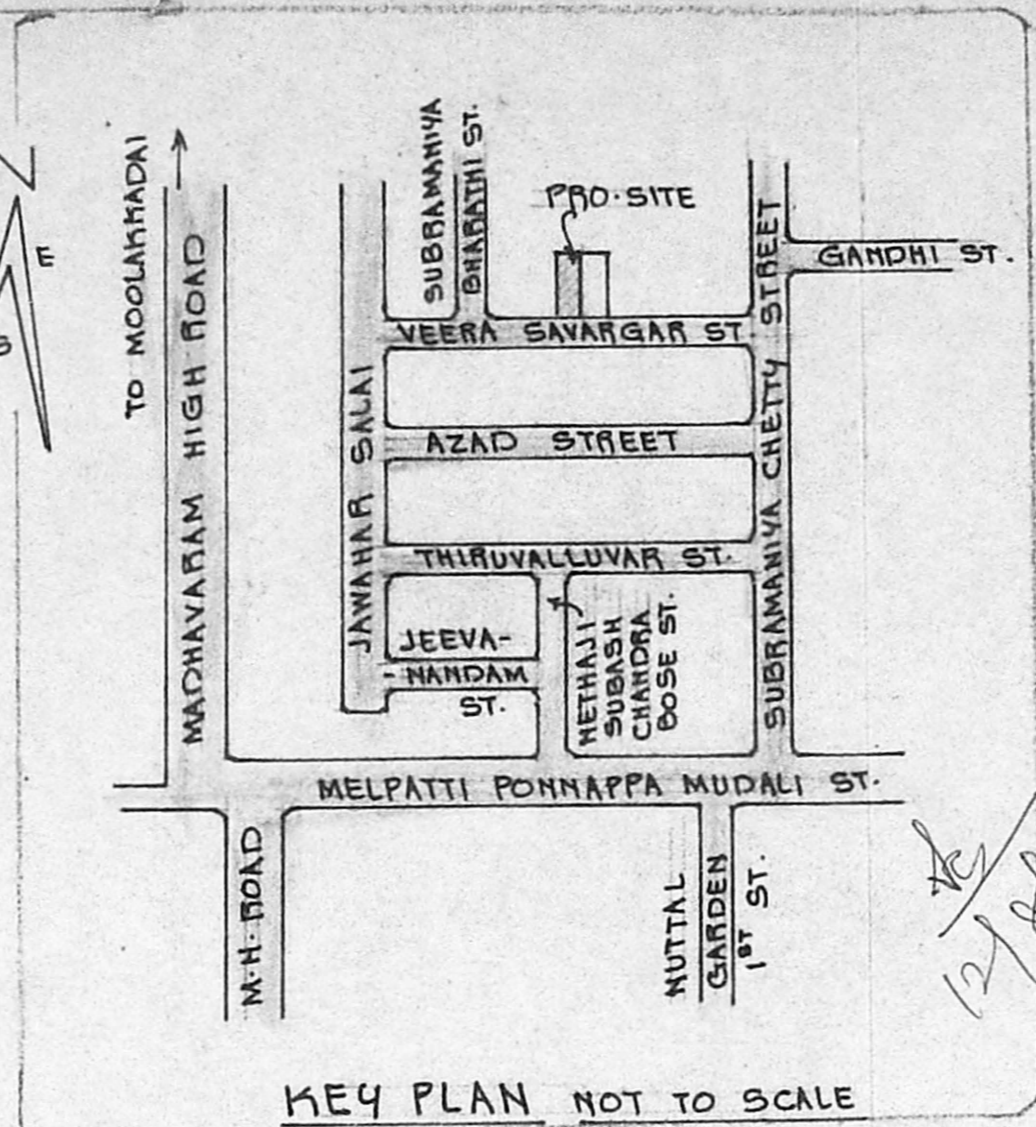 SUBRAMANIYA
BHARATHI ST.
PRO·SITE
TO MOOLAKKADAI
E
GANDHI ST.
MADHAVARAM HIGH ROAD
VEERA SAVARGAR ST.
JAWAHAR SALAI
AZAD STREET
SUBRAMANIYA CHETTY STREET
THIRUVALLUVAR ST.
JEEVA-
- NANDAM
ST.
NETHAJI
SUBASH
CHANDRA
BOSE ST.
MELPATTI PONNAPPA MUDALI ST.
M·H·ROAD
NUTTAL
GARDEN
1ST ST.
KEY PLAN NOT TO SCALE